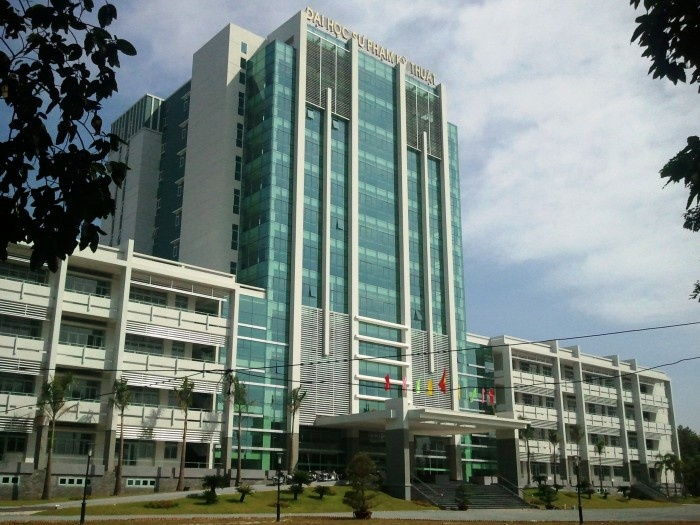 ĐẠI HỌC SƯ PHẠM KỸ THUẬT